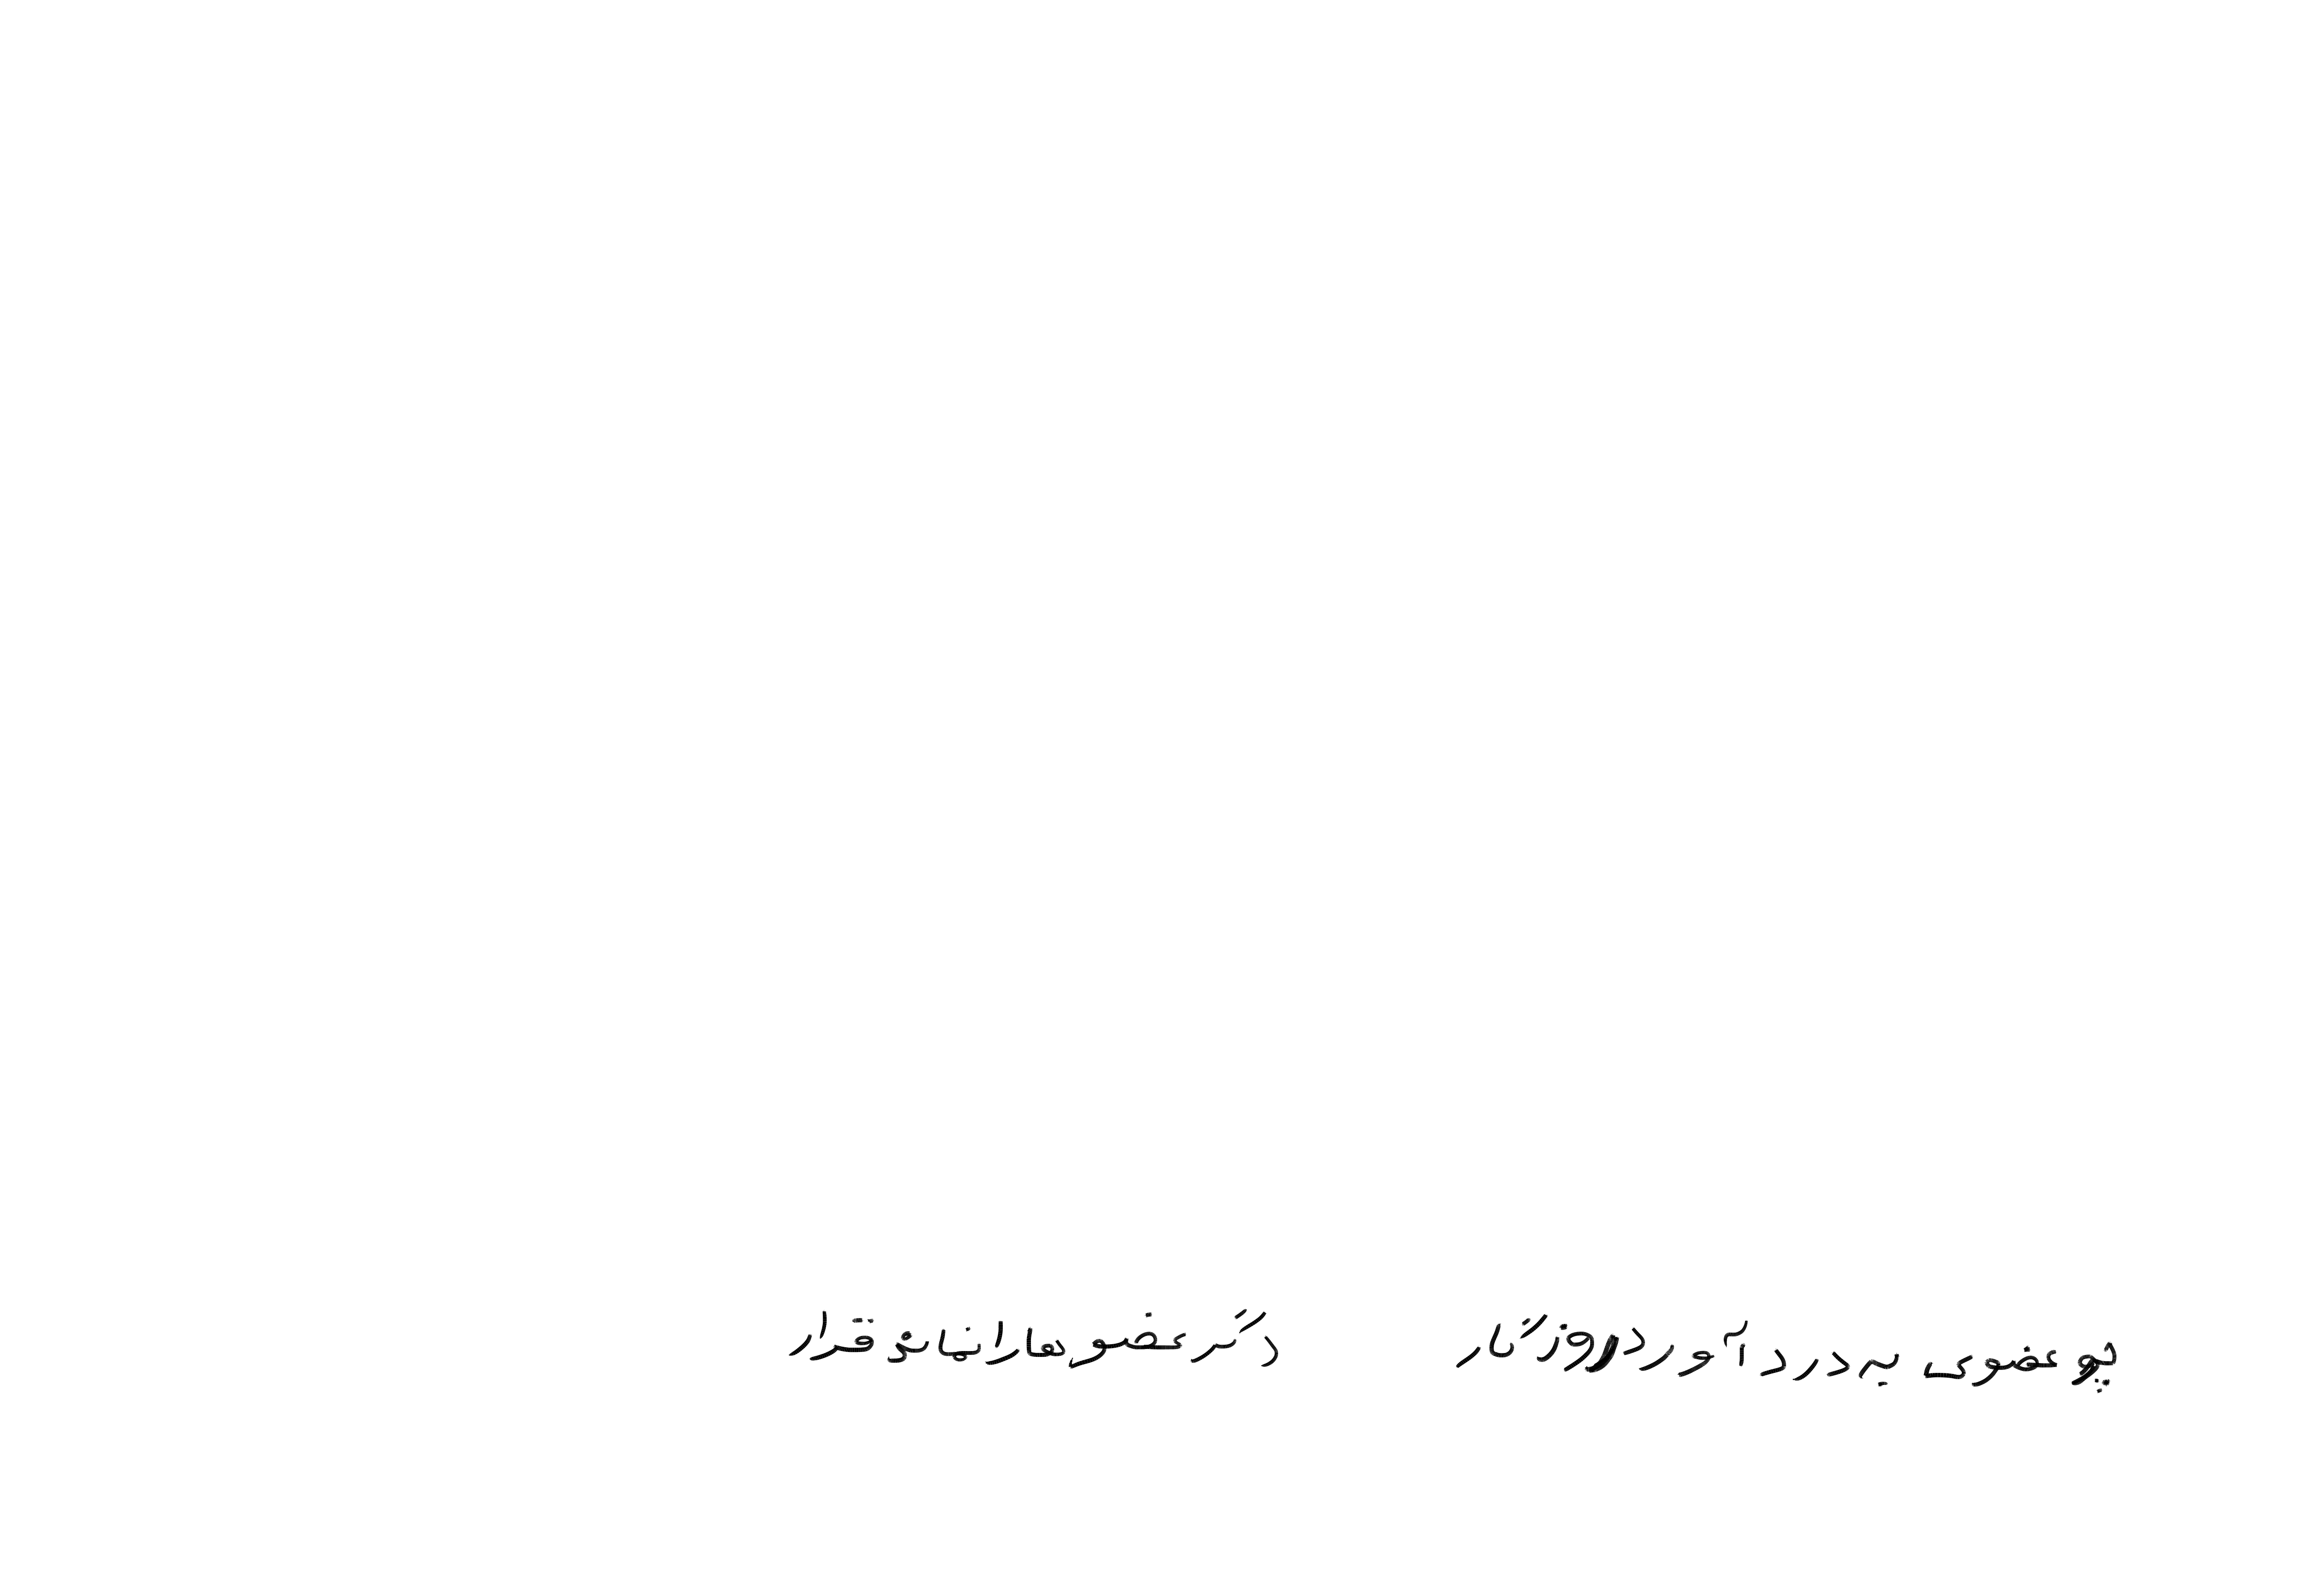 چو عضوی به درد آورد روزگار دگر عضوها را نماند قرار